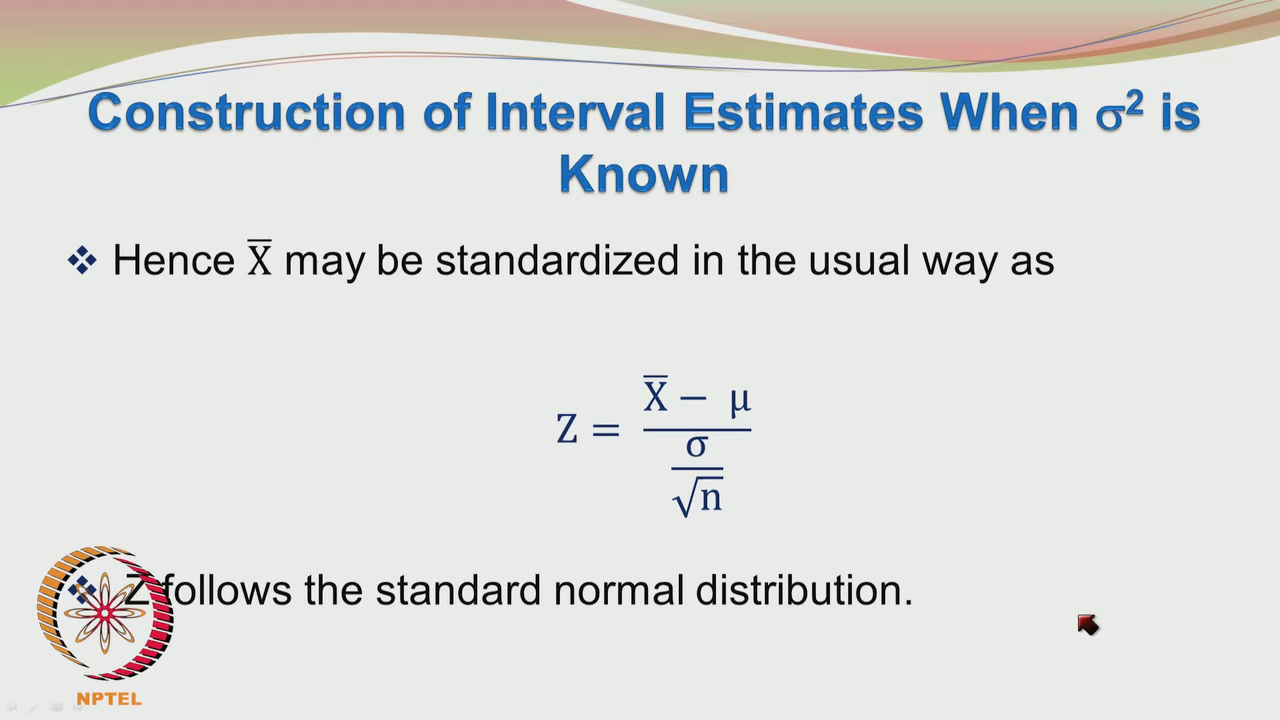 Construction of Interval Estimates When σ² is
Known
❖ Hence X̅ may be standardized in the usual way as
Z = (X̅ − μ) / (σ / √n)
❖ Z follows the standard normal distribution.
NPTEL